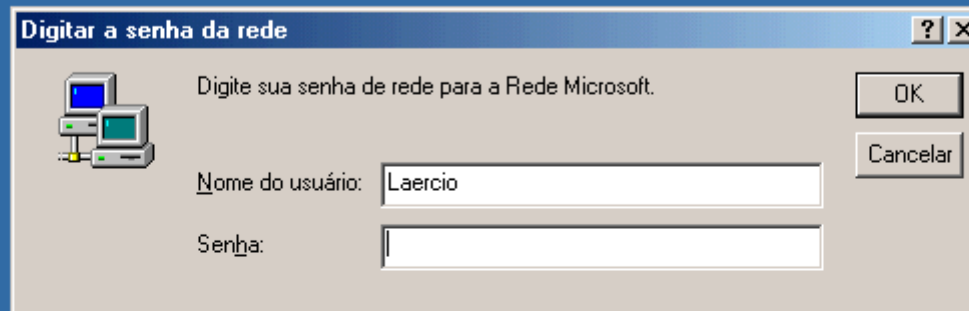 Digitar a senha da rede
Digite sua senha de rede para a Rede Microsoft.
OK
Cancelar
Nome do usuário: Laercio
Senha: